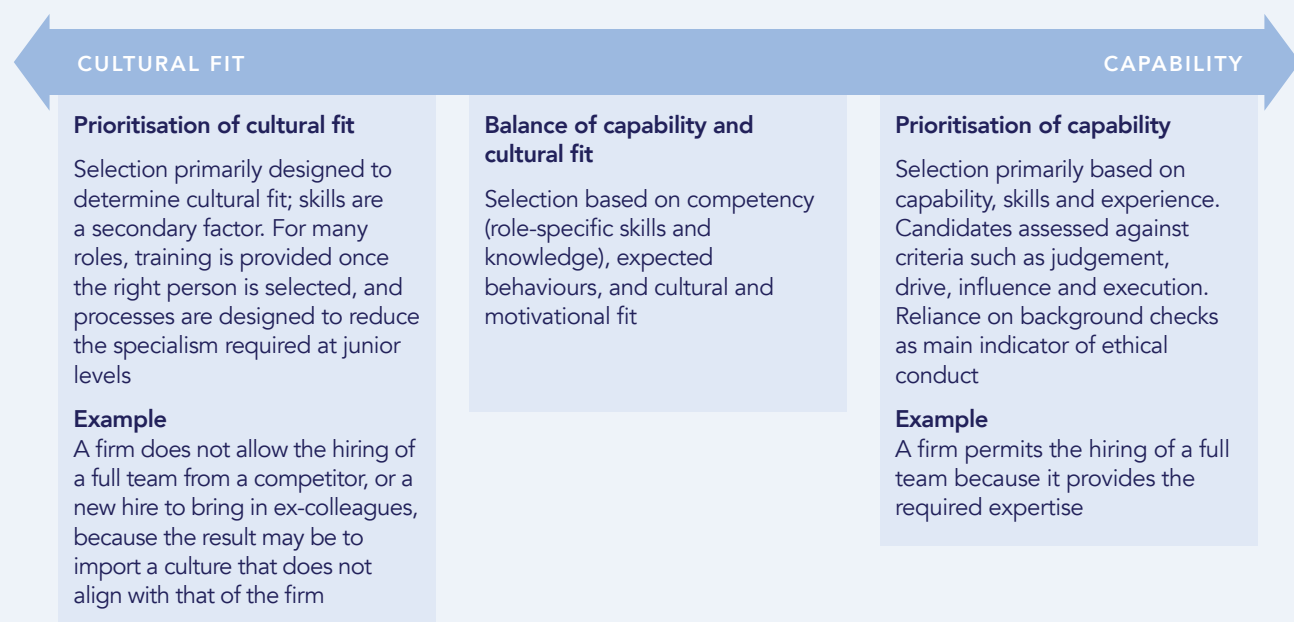 CULTURAL FIT
CAPABILITY
Prioritisation of cultural fit
Selection primarily designed to
determine cultural fit; skills are
a secondary factor. For many
roles, training is provided once
the right person is selected, and
processes are designed to reduce
the specialism required at junior
levels
Example
A firm does not allow the hiring of
a full team from a competitor, or a
new hire to bring in ex-colleagues,
because the result may be to
import a culture that does not
align with that of the firm
Balance of capability and
cultural fit
Selection based on competency
(role-specific skills and
knowledge), expected
behaviours, and cultural and
motivational fit
Prioritisation of capability
Selection primarily based on
capability, skills and experience.
Candidates assessed against
criteria such as judgement,
drive, influence and execution.
Reliance on background checks
as main indicator of ethical
conduct
Example
A firm permits the hiring of a full
team because it provides the
required expertise